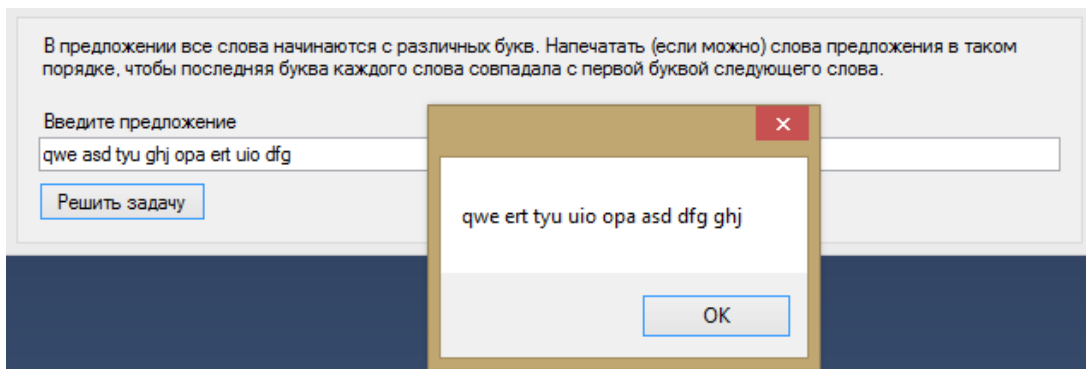 В предложении все слова начинаются с различных букв. Напечатать (если можно) слова предложения в таком
порядке, чтобы последняя буква каждого слова совпадала с первой буквой следующего слова.
Введите предложение
qwe asd tyu ghj opa ert uio dfg
Решить задачу
qwe ert tyu uio opa asd dfg ghj
OK